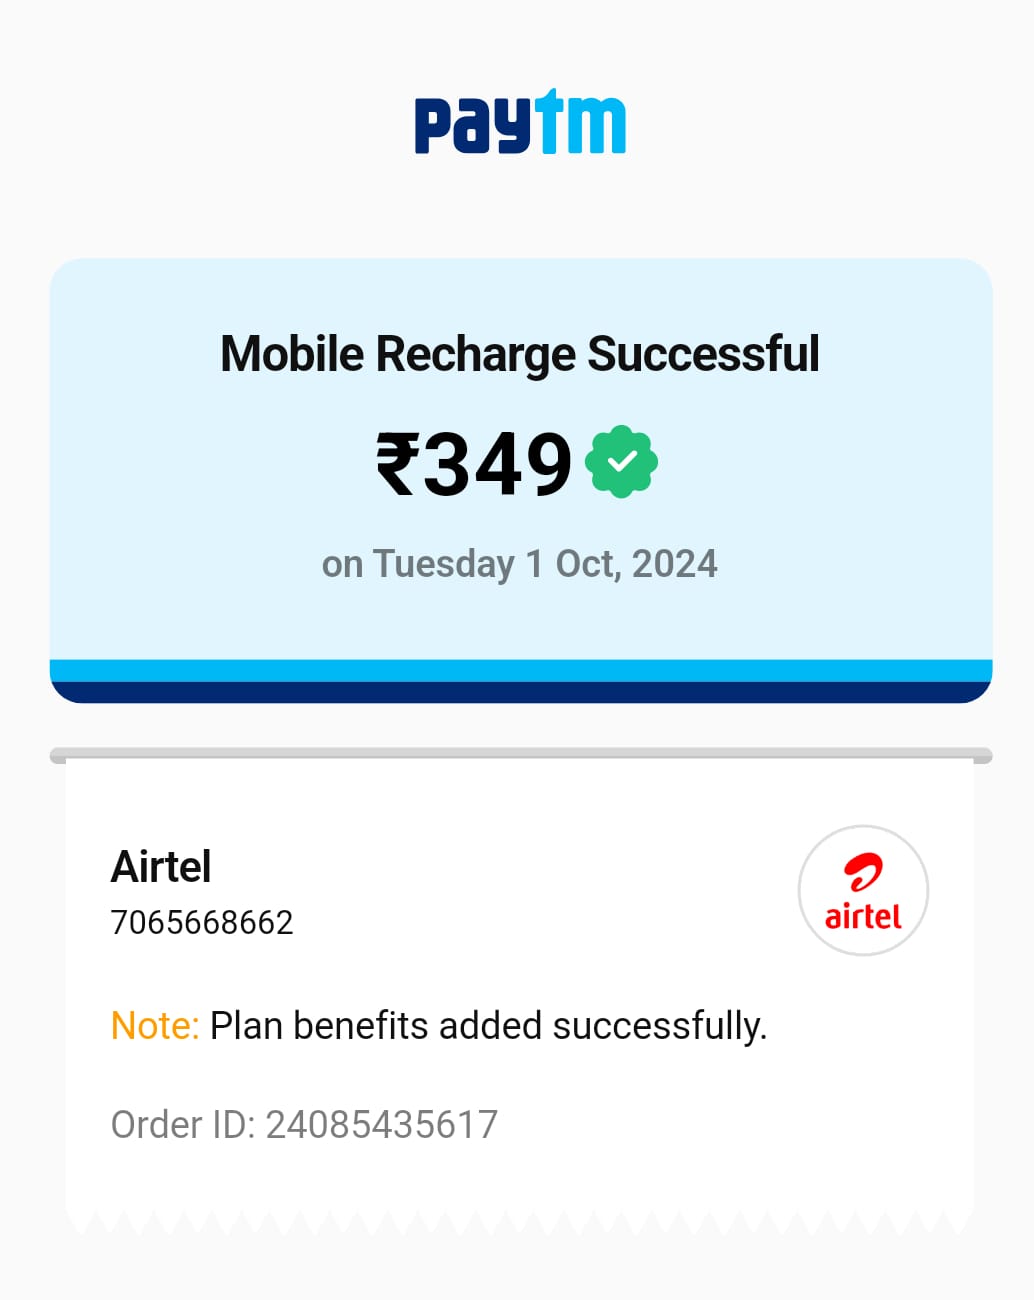 paytm
Mobile Recharge Successful
₹349
on Tuesday 1 Oct, 2024
Airtel
7065668662
airtel
Note: Plan benefits added successfully.
Order ID: 24085435617